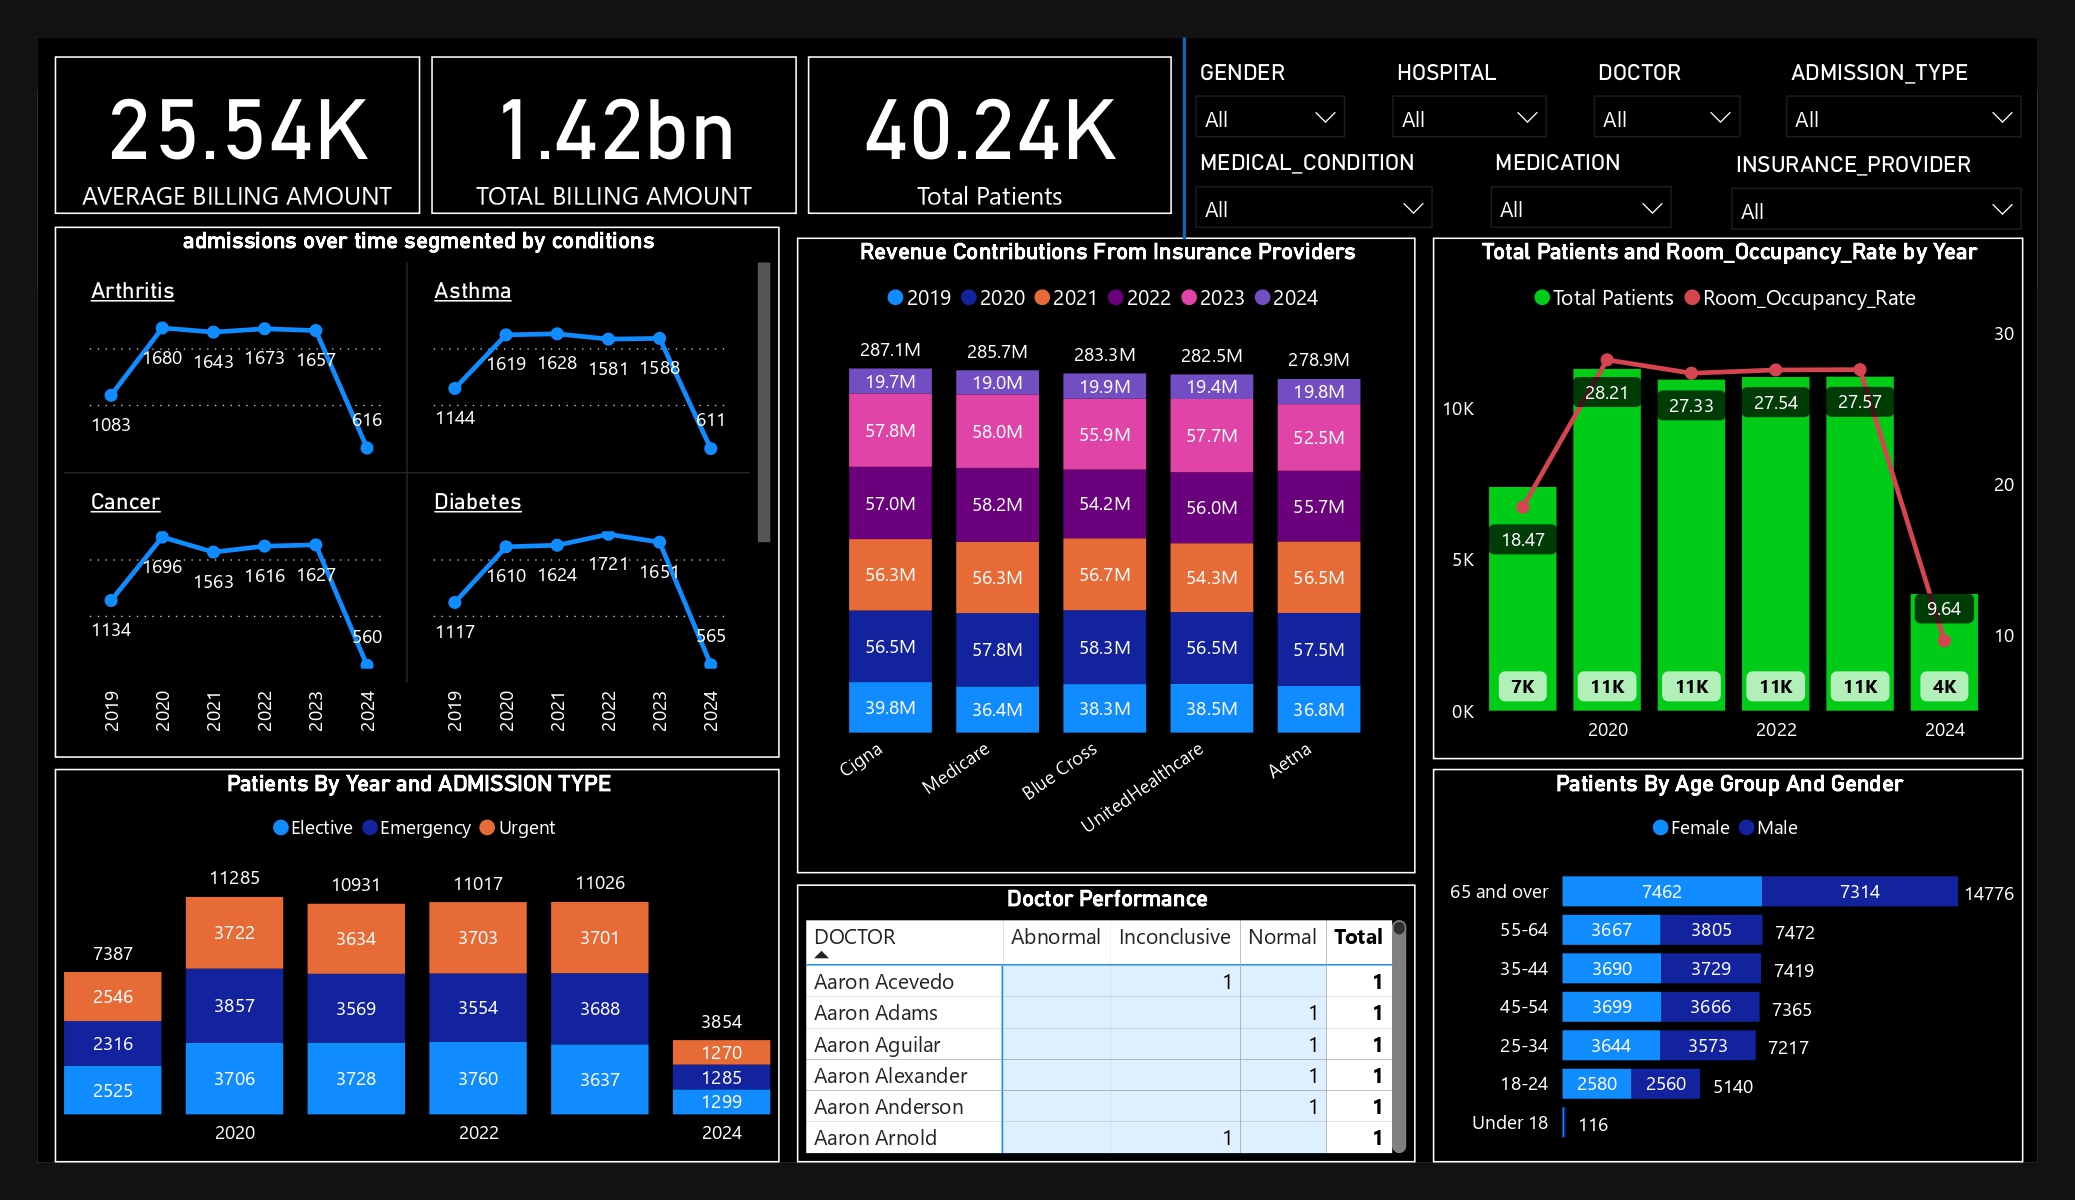 25.54K
AVERAGE BILLING AMOUNT
1.42bn
TOTAL BILLING AMOUNT
40.24K
Total Patients
GENDER HOSPITAL DOCTOR ADMISSION_TYPE
All All All All
MEDICAL_CONDITION MEDICATION INSURANCE_PROVIDER
All All All
admissions over time segmented by conditions
Arthritis
1083 1680 1643 1673 1657 616
Asthma
1144 1619 1628 1581 1588 611
Cancer
1134 1696 1563 1616 1627 560
Diabetes
1117 1610 1624 1721 1651 565
2019 2020 2021 2022 2023 2024
2019 2020 2021 2022 2023 2024
Revenue Contributions From Insurance Providers
2019 2020 2021 2022 2023 2024
287.1M 285.7M 283.3M 282.5M 278.9M
19.7M 19.0M 19.9M 19.4M 19.8M
57.8M 58.0M 55.9M 57.7M 52.5M
57.0M 58.2M 54.2M 56.0M 55.7M
56.3M 56.3M 56.7M 54.3M 56.5M
56.5M 57.8M 58.3M 56.5M 57.5M
39.8M 36.4M 38.3M 38.5M 36.8M
Cigna Medicare Blue Cross UnitedHealthcare Aetna
Total Patients and Room_Occupancy_Rate by Year
Total Patients Room_Occupancy_Rate
30
10K
20
5K
10
0K
18.47 28.21 27.33 27.54 27.57 9.64
7K 11K 11K 11K 11K 4K
2020 2022 2024
Patients By Year and ADMISSION TYPE
Elective Emergency Urgent
7387 11285 10931 11017 11026 3854
2546 3722 3634 3703 3701 1270
2316 3857 3569 3554 3688 1285
2525 3706 3728 3760 3637 1299
2020 2022 2024
Doctor Performance
DOCTOR Abnormal Inconclusive Normal Total
Aaron Acevedo 1 1
Aaron Adams 1 1
Aaron Aguilar 1 1
Aaron Alexander 1 1
Aaron Anderson 1 1
Aaron Arnold 1 1
Patients By Age Group And Gender
Female Male
65 and over 7462 7314 14776
55-64 3667 3805 7472
35-44 3690 3729 7419
45-54 3699 3666 7365
25-34 3644 3573 7217
18-24 2580 2560 5140
Under 18 116